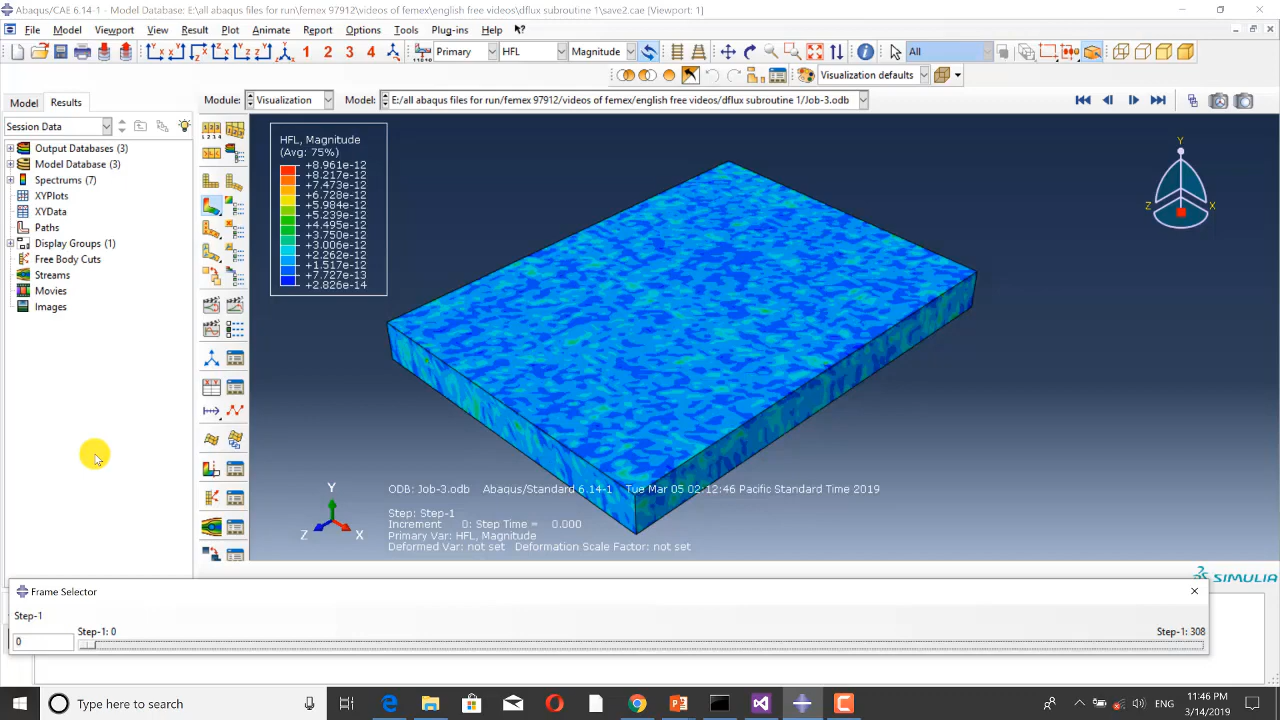 Abaqus/CAE 6.14-1 - Model Database: E:\all abaqus files for run\femex 97912\videos of femex\english free videos\dflux subroutine 1\save2.cae [Viewport: 1]
File Model Viewport View Result Plot Animate Report Options Tools Plug-ins Help
1 2 3 4 Primary HFL Magnitude All
Visualization defaults
Model Results Module: Visualization Model: E:/all abaqus files for run/femex 97912/videos of femex/english free videos/dflux subroutine 1/Job-3.odb
Session Data
Output Databases (3)
Model Database (3)
Spectrums (7)
XYPlots
XYData
Paths
Display Groups (1)
Free Body Cuts
Streams
Movies
Images
HFL, Magnitude
(Avg: 75%)
+8.961e-12
+8.217e-12
+7.473e-12
+6.728e-12
+5.984e-12
+5.239e-12
+4.495e-12
+3.750e-12
+3.006e-12
+2.262e-12
+1.517e-12
+7.727e-13
+2.826e-14
Y
Z X
Y
Z X
ODB: Job-3.odb Abaqus/Standard 6.14-1 Tue Mar 05 02:12:46 Pacific Standard Time 2019
Step: Step-1
Increment 0: Step Time = 0.000
Primary Var: HFL, Magnitude
Deformed Var: not set Deformation Scale Factor: not set
SIMULIA
Frame Selector
Step-1
0
Step-1: 0
Step-1: 308
Type here to search
ENG
11:46 PM
3/14/2019